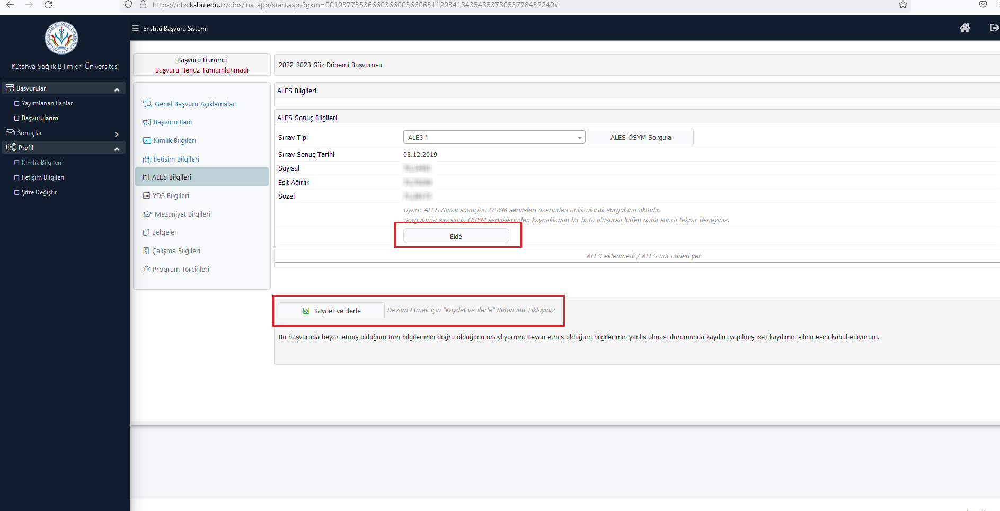 https://obs.ksbu.edu.tr/oibs/ina_app/start.aspx?gkm=0010377353666036600366063112034184354853780537784322240#
Enstitü Başvuru Sistemi
Kütahya Sağlık Bilimleri Üniversitesi
Başvurular
Yayımlanan İlanlar
Başvurularım
Sonuçlar
Profil
Kimlik Bilgileri
İletişim Bilgileri
Şifre Değiştir
Başvuru Durumu
Başvuru Henüz Tamamlanmadı
Genel Başvuru Açıklamaları
Başvuru İlanı
Kimlik Bilgileri
İletişim Bilgileri
ALES Bilgileri
YDS Bilgileri
Mezuniyet Bilgileri
Belgeler
Çalışma Bilgileri
Program Tercihleri
2022-2023 Güz Dönemi Başvurusu
ALES Bilgileri
ALES Sonuç Bilgileri
Sınav Tipi ALES * ALES ÖSYM Sorgula
Sınav Sonuç Tarihi 03.12.2019
Sayısal
Eşit Ağırlık
Sözel
Uyarı: ALES Sınav sonuçları ÖSYM servisleri üzerinden anlık olarak sorgulanmaktadır.
Sorgulama sırasında ÖSYM servislerinden kaynaklanan bir hata oluşursa lütfen daha sonra tekrar deneyiniz.
Ekle
ALES eklenmedi / ALES not added yet
Kaydet ve İlerle Devam Etmek için "Kaydet ve İlerle" Butonunu Tıklayınız
Bu başvuruda beyan etmiş olduğum tüm bilgilerimin doğru olduğunu onaylıyorum. Beyan etmiş olduğum bilgilerimin yanlış olması durumunda kaydım yapılmış ise; kaydımın silinmesini kabul ediyorum.